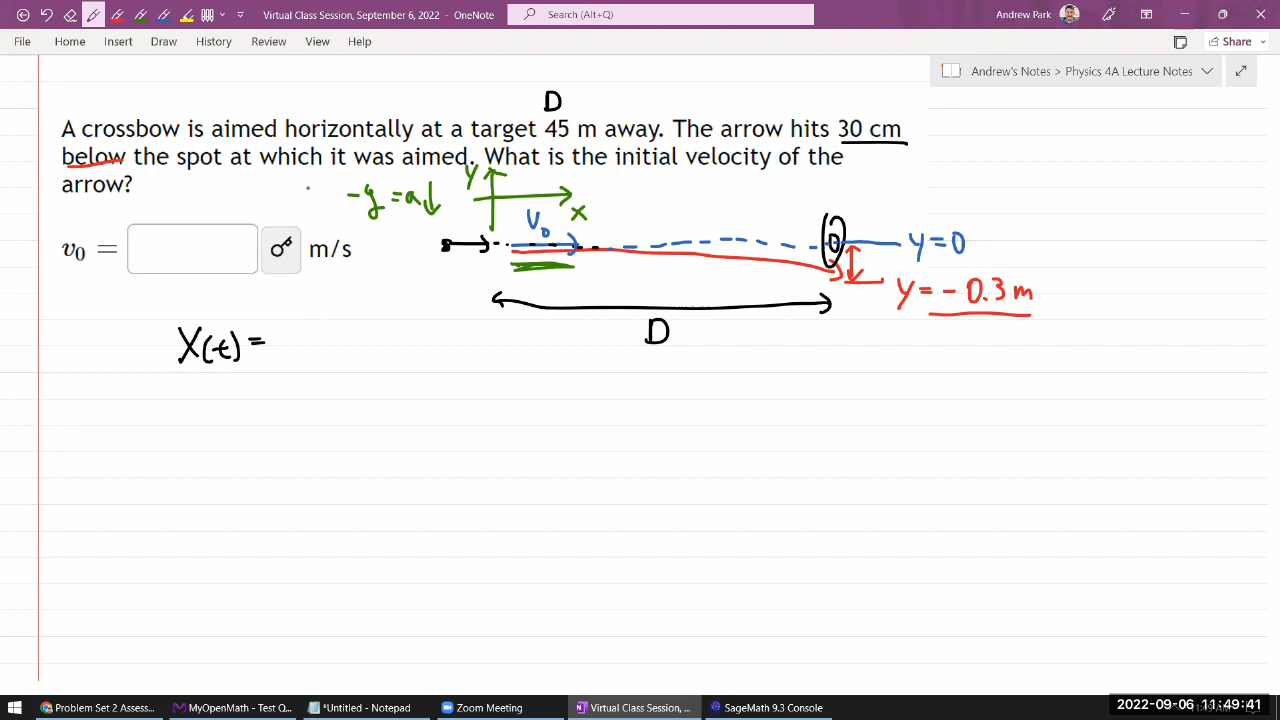 Virtual Class Session, September 6, 2022 - OneNote
Search (Alt+Q)
Andrew Park
File Home Insert Draw History Review View Help
Share
Andrew's Notes > Physics 4A Lecture Notes
D
A crossbow is aimed horizontally at a target 45 m away. The arrow hits 30 cm
below the spot at which it was aimed. What is the initial velocity of the
arrow?
-g = a↓
y
x
v₀
v₀ = m/s
y = 0
y = - 0.3 m
D
X(t) =
Problem Set 2 Assess...
MyOpenMath - Test Q...
*Untitled - Notepad
Zoom Meeting
Virtual Class Session, ...
SageMath 9.3 Console
2022-09-06 11:49:41